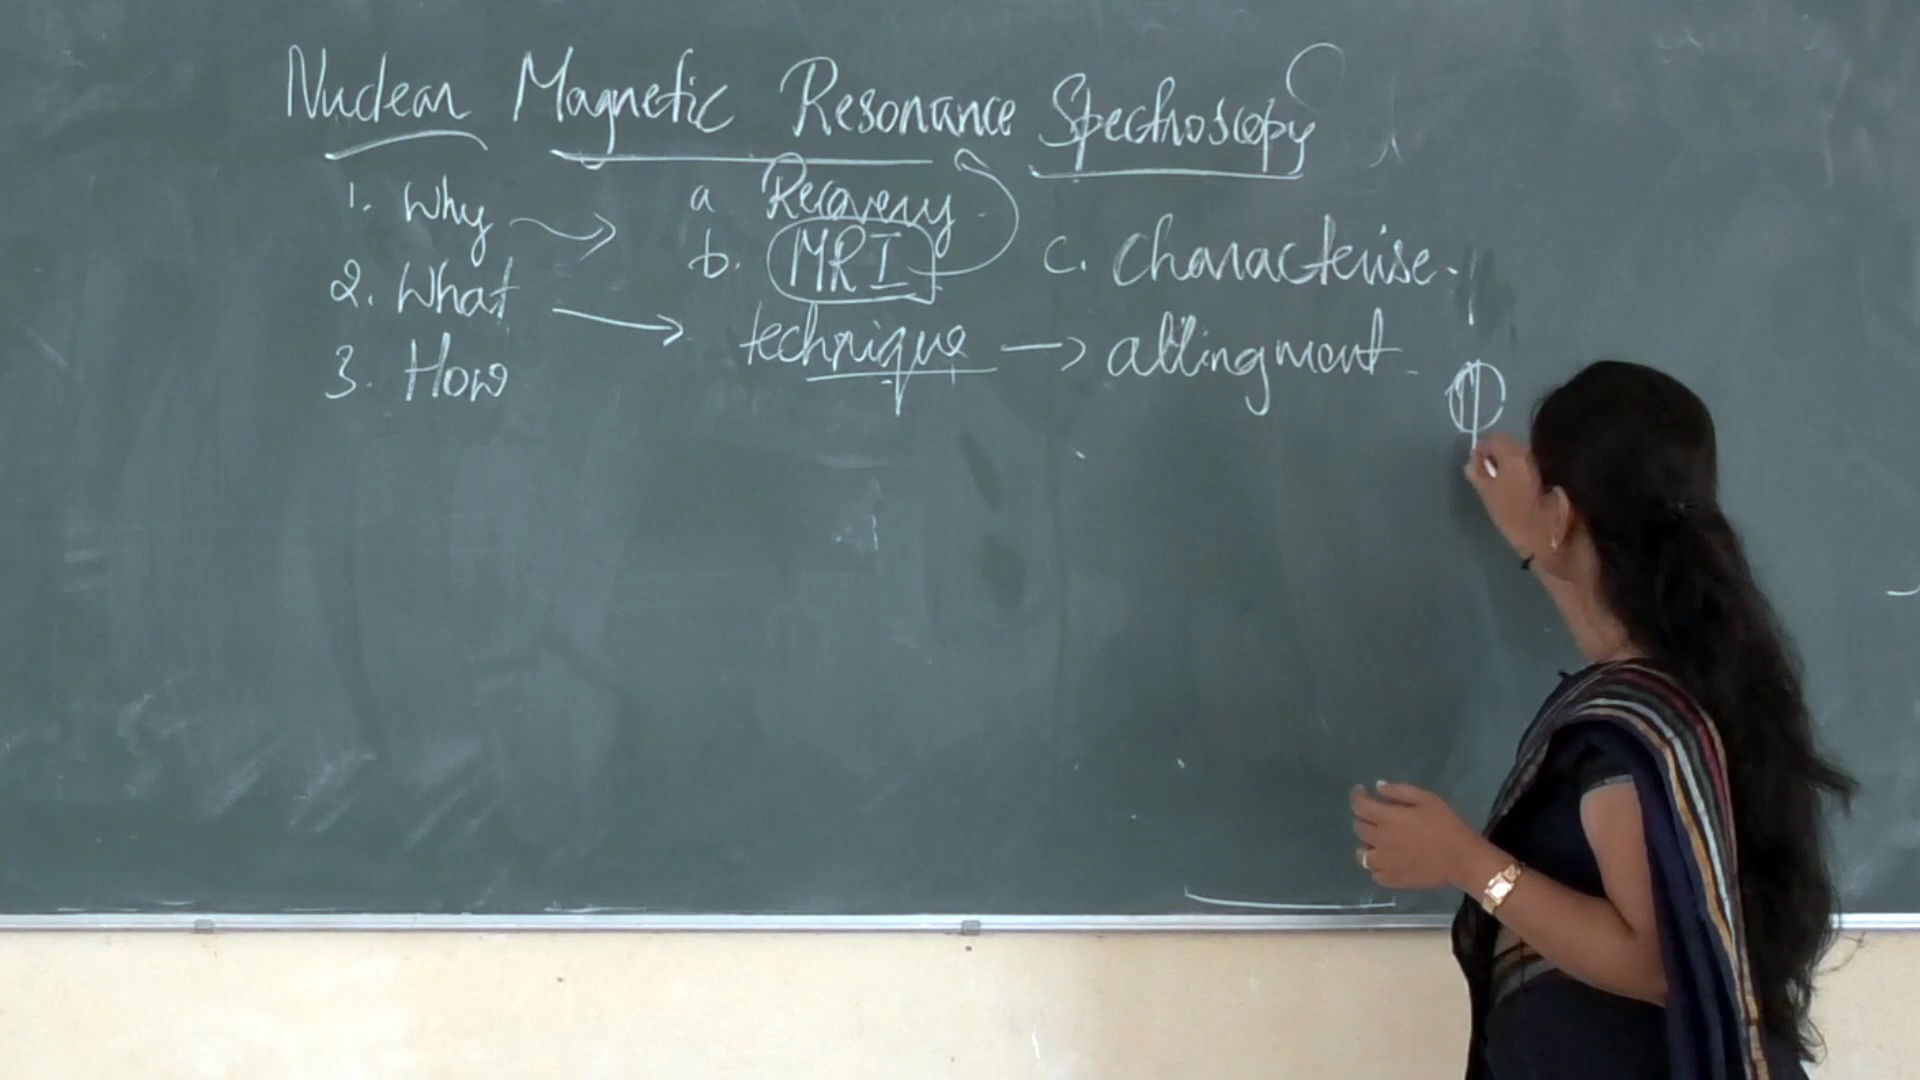 Nuclear Magnetic Resonance Spectroscopy
1. Why a Recovery
b. MRI c. characterise.
2. What technique allingment.
3. How